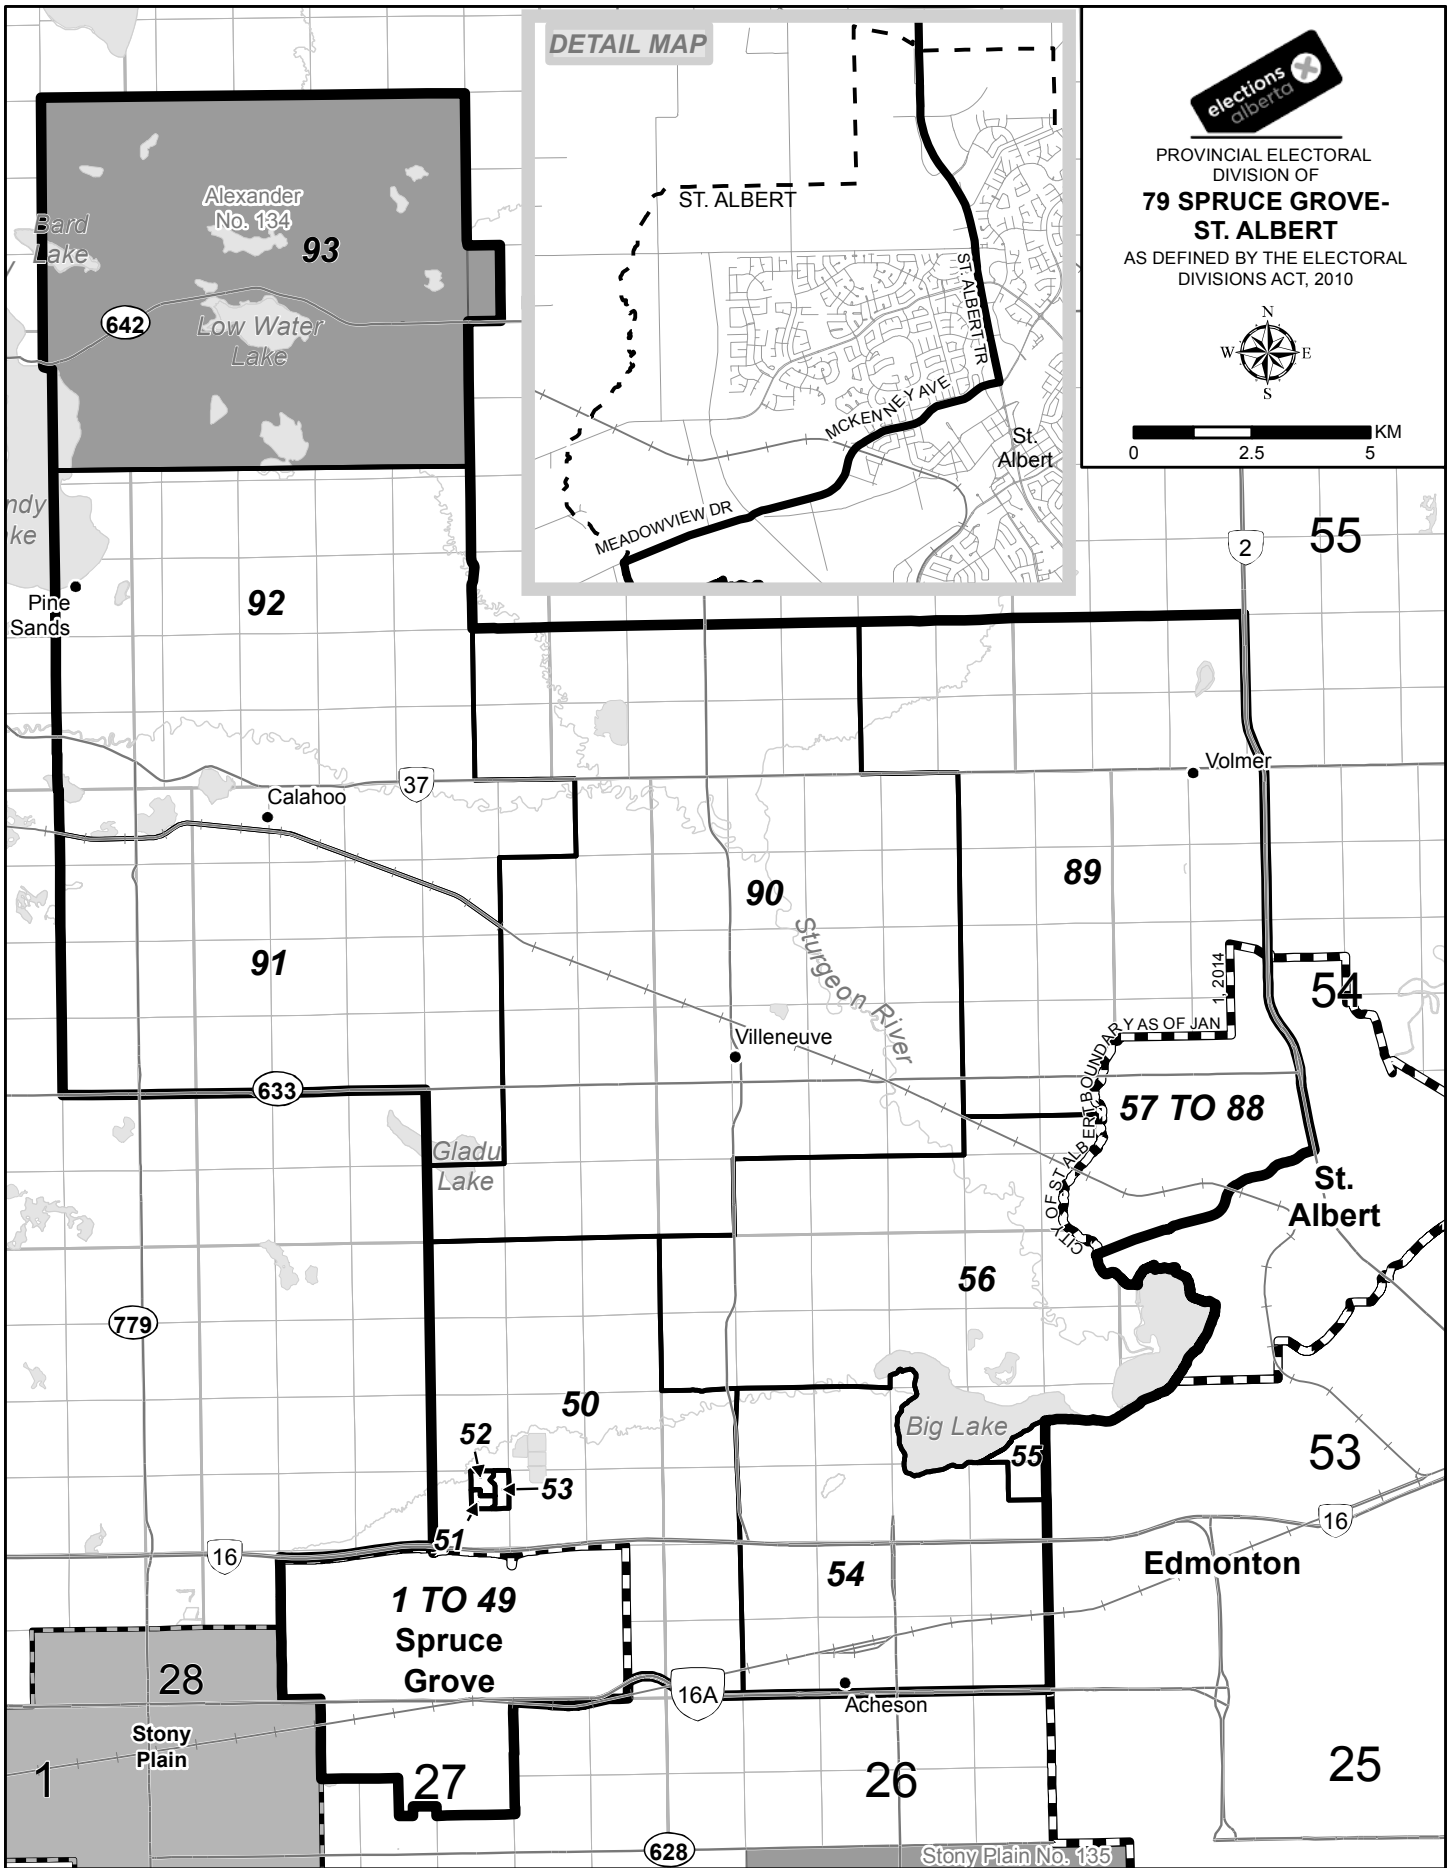 DETAIL MAP
ST. ALBERT
ST. ALBERT TR
MCKENNEY AVE
MEADOWVIEW DR
St.
Albert
elections
alberta
PROVINCIAL ELECTORAL
DIVISION OF
79 SPRUCE GROVE-
ST. ALBERT
AS DEFINED BY THE ELECTORAL
DIVISIONS ACT, 2010
N
W
E
S
KM
0
2.5
5
Alexander
No. 134
Bard
Lake
93
642
Low Water
Lake
ndy
ke
2
55
Pine
Sands
92
Volmer
37
Calahoo
89
90
Sturgeon River
91
54
CITY OF ST. ALBERT BOUNDARY AS OF JAN 1, 2014
Villeneuve
633
57 TO 88
Gladu
Lake
St.
Albert
56
779
50
52
Big Lake
55
53
53
51
16
16
Edmonton
54
1 TO 49
Spruce
Grove
28
16A
Acheson
Stony
Plain
1
27
26
25
628
Stony Plain No. 135